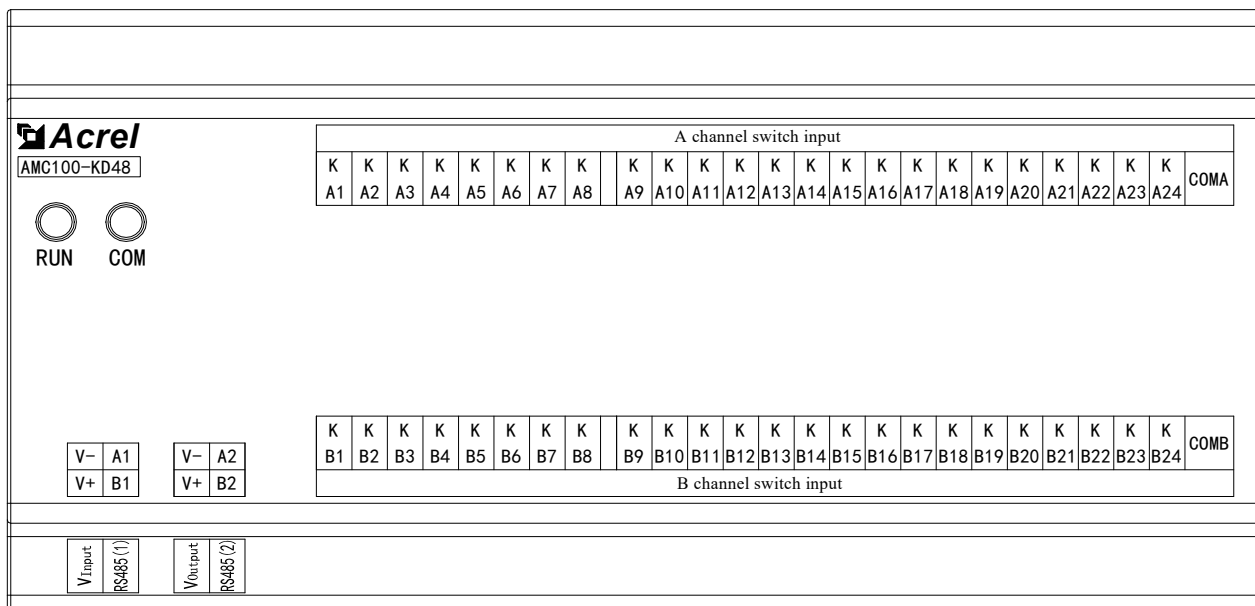 Acrel
AMC100-KD48
RUN COM
A channel switch input
K K K K K K K K K K K K K K K K K K K K K K K K
A1 A2 A3 A4 A5 A6 A7 A8 A9 A10 A11 A12 A13 A14 A15 A16 A17 A18 A19 A20 A21 A22 A23 A24 COMA
K K K K K K K K K K K K K K K K K K K K K K K K
B1 B2 B3 B4 B5 B6 B7 B8 B9 B10 B11 B12 B13 B14 B15 B16 B17 B18 B19 B20 B21 B22 B23 B24 COMB
B channel switch input
V- A1 V- A2
V+ B1 V+ B2
VInput
RS485(1)
VOutput
RS485(2)